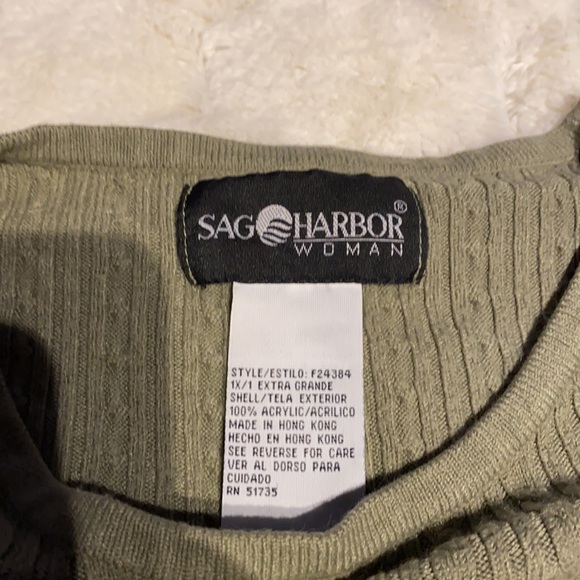 SAG HARBOR®
WOMAN
STYLE/ESTILO: F24384
1X/1 EXTRA GRANDE
SHELL/TELA EXTERIOR
100% ACRYLIC/ACRILICO
MADE IN HONG KONG
HECHO EN HONG KONG
SEE REVERSE FOR CARE
VER AL DORSO PARA
CUIDADO
RN 51735